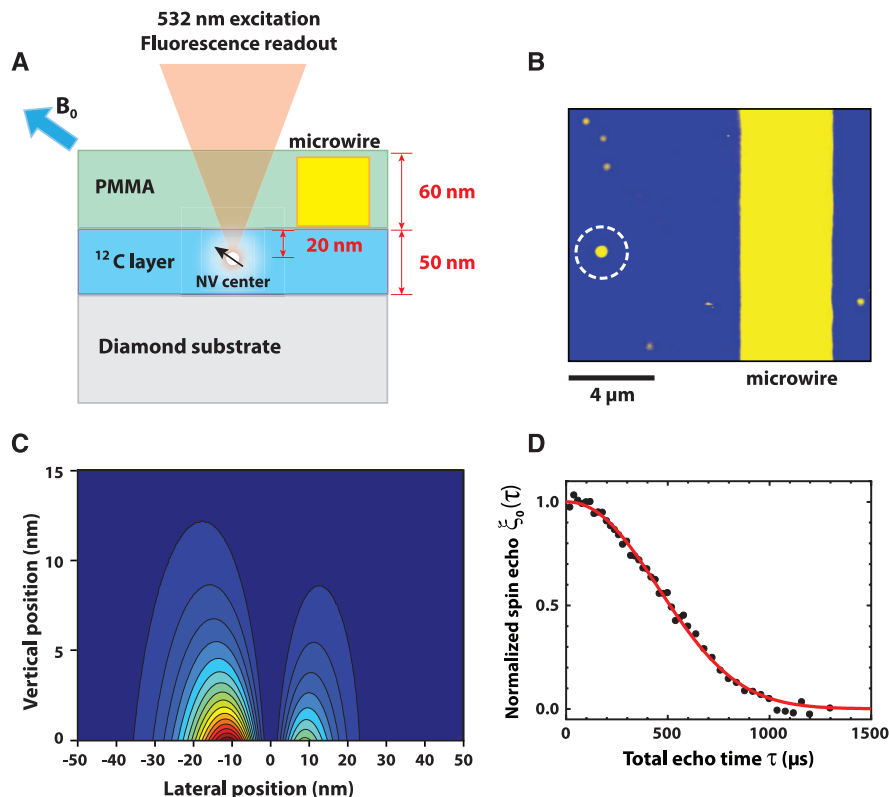 532 nm excitation
Fluorescence readout
A
B₀
microwire
PMMA
60 nm
20 nm
¹²C layer
NV center
50 nm
Diamond substrate
B
4 μm
microwire
C
Vertical position (nm)
15
10
5
0
-50 -40 -30 -20 -10 0 10 20 30 40 50
Lateral position (nm)
D
Normalized spin echo ξ₀(τ)
1.0
0.5
0.0
0 500 1000 1500
Total echo time τ (μs)